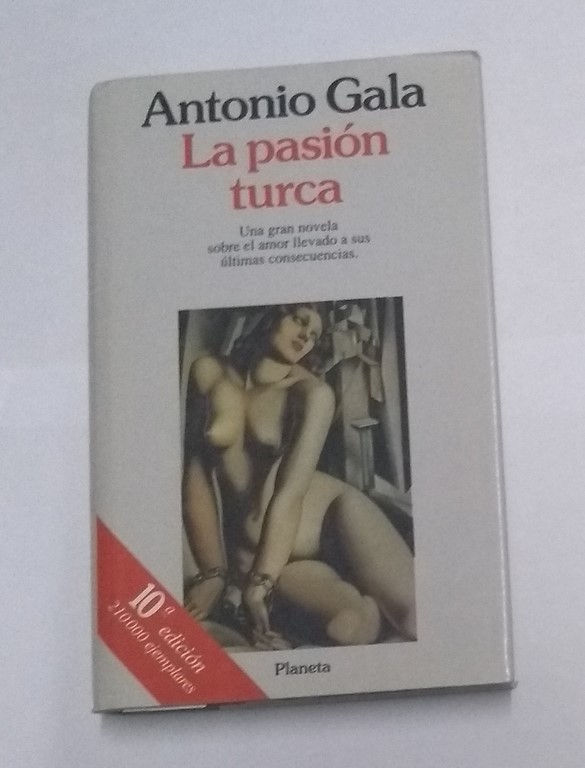 Antonio Gala
La pasión
turca
Una gran novela
sobre el amor llevado a sus
últimas consecuencias.
10ª edición
210000 ejemplares
Planeta